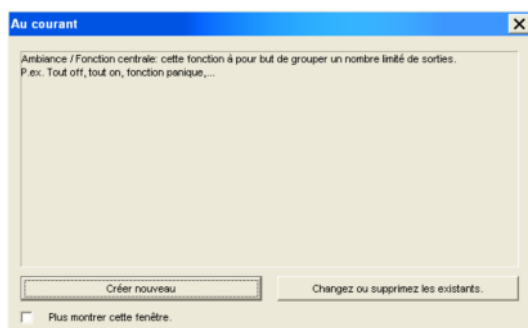 Au courant
Ambiance / Fonction centrale: cette fonction à pour but de grouper un nombre limité de sorties.
P.ex. Tout off, tout on, fonction panique,...
Créer nouveau
Changez ou supprimez les existants.
Plus montrer cette fenêtre.